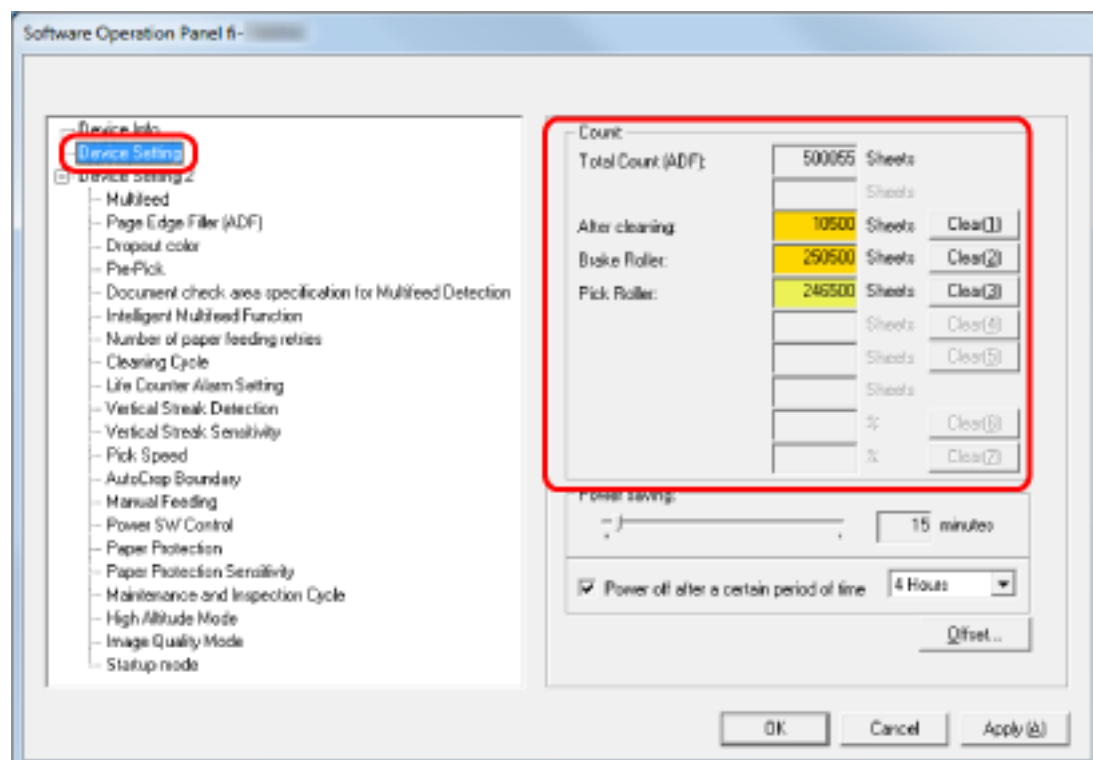 Software Operation Panel fi-
Device Info
Device Setting
Device Setting 2
Multifeed
Page Edge Filler (ADF)
Dropout color
Pre-Pick
Document check area specification for Multifeed Detection
Intelligent Multifeed Function
Number of paper feeding retries
Cleaning Cycle
Life Counter Alarm Setting
Vertical Streak Detection
Vertical Streak Sensitivity
Pick Speed
AutoCrop Boundary
Manual Feeding
Power SW Control
Paper Protection
Paper Protection Sensitivity
Maintenance and Inspection Cycle
High Altitude Mode
Image Quality Mode
Startup mode
Count
Total Count (ADF): 500055 Sheets
Sheets
After cleaning: 10500 Sheets Clear(1)
Brake Roller: 250500 Sheets Clear(2)
Pick Roller: 246500 Sheets Clear(3)
Sheets Clear(4)
Sheets Clear(5)
Sheets
% Clear(6)
% Clear(7)
Power saving:
15 minutes
Power off after a certain period of time 4 Hours
Offset...
OK Cancel Apply (A)